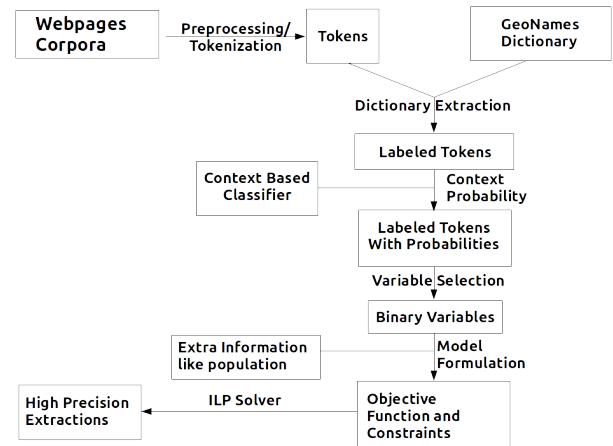 Webpages
Corpora
Preprocessing/
Tokenization
Tokens
GeoNames
Dictionary
Dictionary Extraction
Labeled Tokens
Context Based
Classifier
Context
Probability
Labeled Tokens
With Probabilities
Variable Selection
Binary Variables
Extra Information
like population
Model
Formulation
High Precision
Extractions
ILP Solver
Objective
Function and
Constraints